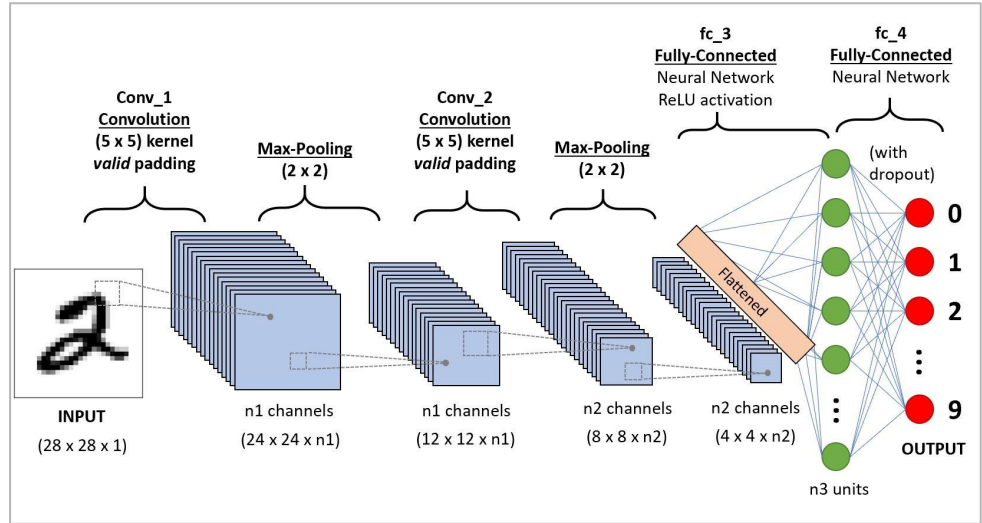 Conv_1
Convolution
(5 x 5) kernel
valid padding
Max-Pooling
(2 x 2)
Conv_2
Convolution
(5 x 5) kernel
valid padding
Max-Pooling
(2 x 2)
fc_3
Fully-Connected
Neural Network
ReLU activation
fc_4
Fully-Connected
Neural Network
(with
dropout)
Flattened
0
1
2
9
OUTPUT
2
INPUT
(28 x 28 x 1)
n1 channels
(24 x 24 x n1)
n1 channels
(12 x 12 x n1)
n2 channels
(8 x 8 x n2)
n2 channels
(4 x 4 x n2)
n3 units